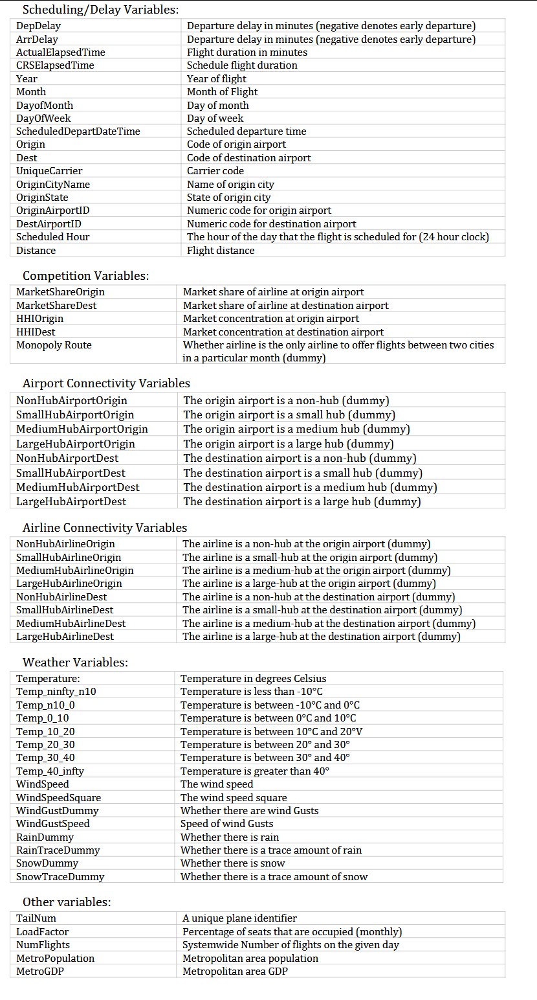 Scheduling/Delay Variables:
DepDelay Departure delay in minutes (negative denotes early departure)
ArrDelay Departure delay in minutes (negative denotes early departure)
ActualElapsedTime Flight duration in minutes
CRSElapsedTime Schedule flight duration
Year Year of flight
Month Month of Flight
DayofMonth Day of month
DayOfWeek Day of week
ScheduledDepartDateTime Scheduled departure time
Origin Code of origin airport
Dest Code of destination airport
UniqueCarrier Carrier code
OriginCityName Name of origin city
OriginState State of origin city
OriginAirportID Numeric code for origin airport
DestAirportID Numeric code for destination airport
Scheduled Hour The hour of the day that the flight is scheduled for (24 hour clock)
Distance Flight distance
Competition Variables:
MarketShareOrigin Market share of airline at origin airport
MarketShareDest Market share of airline at destination airport
HHIOrigin Market concentration at origin airport
HHIDest Market concentration at destination airport
Monopoly Route Whether airline is the only airline to offer flights between two cities
in a particular month (dummy)
Airport Connectivity Variables
NonHubAirportOrigin The origin airport is a non-hub (dummy)
SmallHubAirportOrigin The origin airport is a small hub (dummy)
MediumHubAirportOrigin The origin airport is a medium hub (dummy)
LargeHubAirportOrigin The origin airport is a large hub (dummy)
NonHubAirportDest The destination airport is a non-hub (dummy)
SmallHubAirportDest The destination airport is a small hub (dummy)
MediumHubAirportDest The destination airport is a medium hub (dummy)
LargeHubAirportDest The destination airport is a large hub (dummy)
Airline Connectivity Variables
NonHubAirlineOrigin The airline is a non-hub at the origin airport (dummy)
SmallHubAirlineOrigin The airline is a small-hub at the origin airport (dummy)
MediumHubAirlineOrigin The airline is a medium-hub at the origin airport (dummy)
LargeHubAirlineOrigin The airline is a large-hub at the origin airport (dummy)
NonHubAirlineDest The airline is a non-hub at the destination airport (dummy)
SmallHubAirlineDest The airline is a small-hub at the destination airport (dummy)
MediumHubAirlineDest The airline is a medium-hub at the destination airport (dummy)
LargeHubAirlineDest The airline is a large-hub at the destination airport (dummy)
Weather Variables:
Temperature: Temperature in degrees Celsius
Temp_ninfty_n10 Temperature is less than -10°C
Temp_n10_0 Temperature is between -10°C and 0°C
Temp_0_10 Temperature is between 0°C and 10°C
Temp_10_20 Temperature is between 10°C and 20°V
Temp_20_30 Temperature is between 20° and 30°
Temp_30_40 Temperature is between 30° and 40°
Temp_40_infty Temperature is greater than 40°
WindSpeed The wind speed
WindSpeedSquare The wind speed square
WindGustDummy Whether there are wind Gusts
WindGustSpeed Speed of wind Gusts
RainDummy Whether there is rain
RainTraceDummy Whether there is a trace amount of rain
SnowDummy Whether there is snow
SnowTraceDummy Whether there is a trace amount of snow
Other variables:
TailNum A unique plane identifier
LoadFactor Percentage of seats that are occupied (monthly)
NumFlights Systemwide Number of flights on the given day
MetroPopulation Metropolitan area population
MetroGDP Metropolitan area GDP